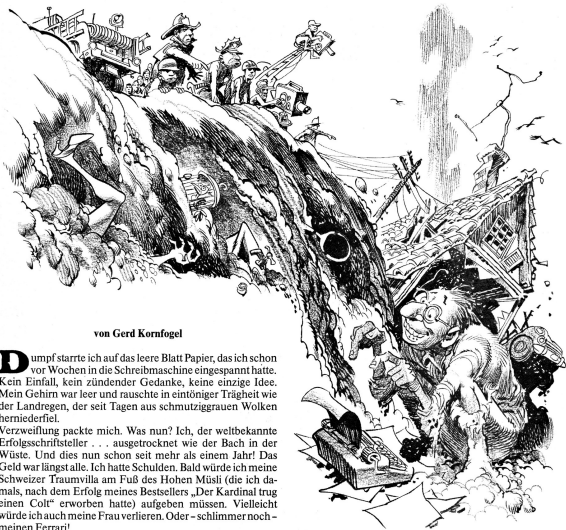 von Gerd Kornfogel
Dumpf starrte ich auf das leere Blatt Papier, das ich schon
vor Wochen in die Schreibmaschine eingespannt hatte.
Kein Einfall, kein zündender Gedanke, keine einzige Idee.
Mein Gehirn war leer und rauschte in eintöniger Trägheit wie
der Landregen, der seit Tagen aus schmutziggrauen Wolken
herniederfiel.
Verzweiflung packte mich. Was nun? Ich, der weltbekannte
Erfolgsschriftsteller . . . ausgetrocknet wie der Bach in der
Wüste. Und dies nun schon seit mehr als einem Jahr! Das
Geld war längst alle. Ich hatte Schulden. Bald würde ich meine
Schweizer Traumvilla am Fuß des Hohen Müsli (die ich da-
mals, nach dem Erfolg meines Bestsellers „Der Kardinal trug
einen Colt“ erworben hatte) aufgeben müssen. Vielleicht
würde ich auch meine Frau verlieren. Oder – schlimmer noch –
meinen Ferrari!